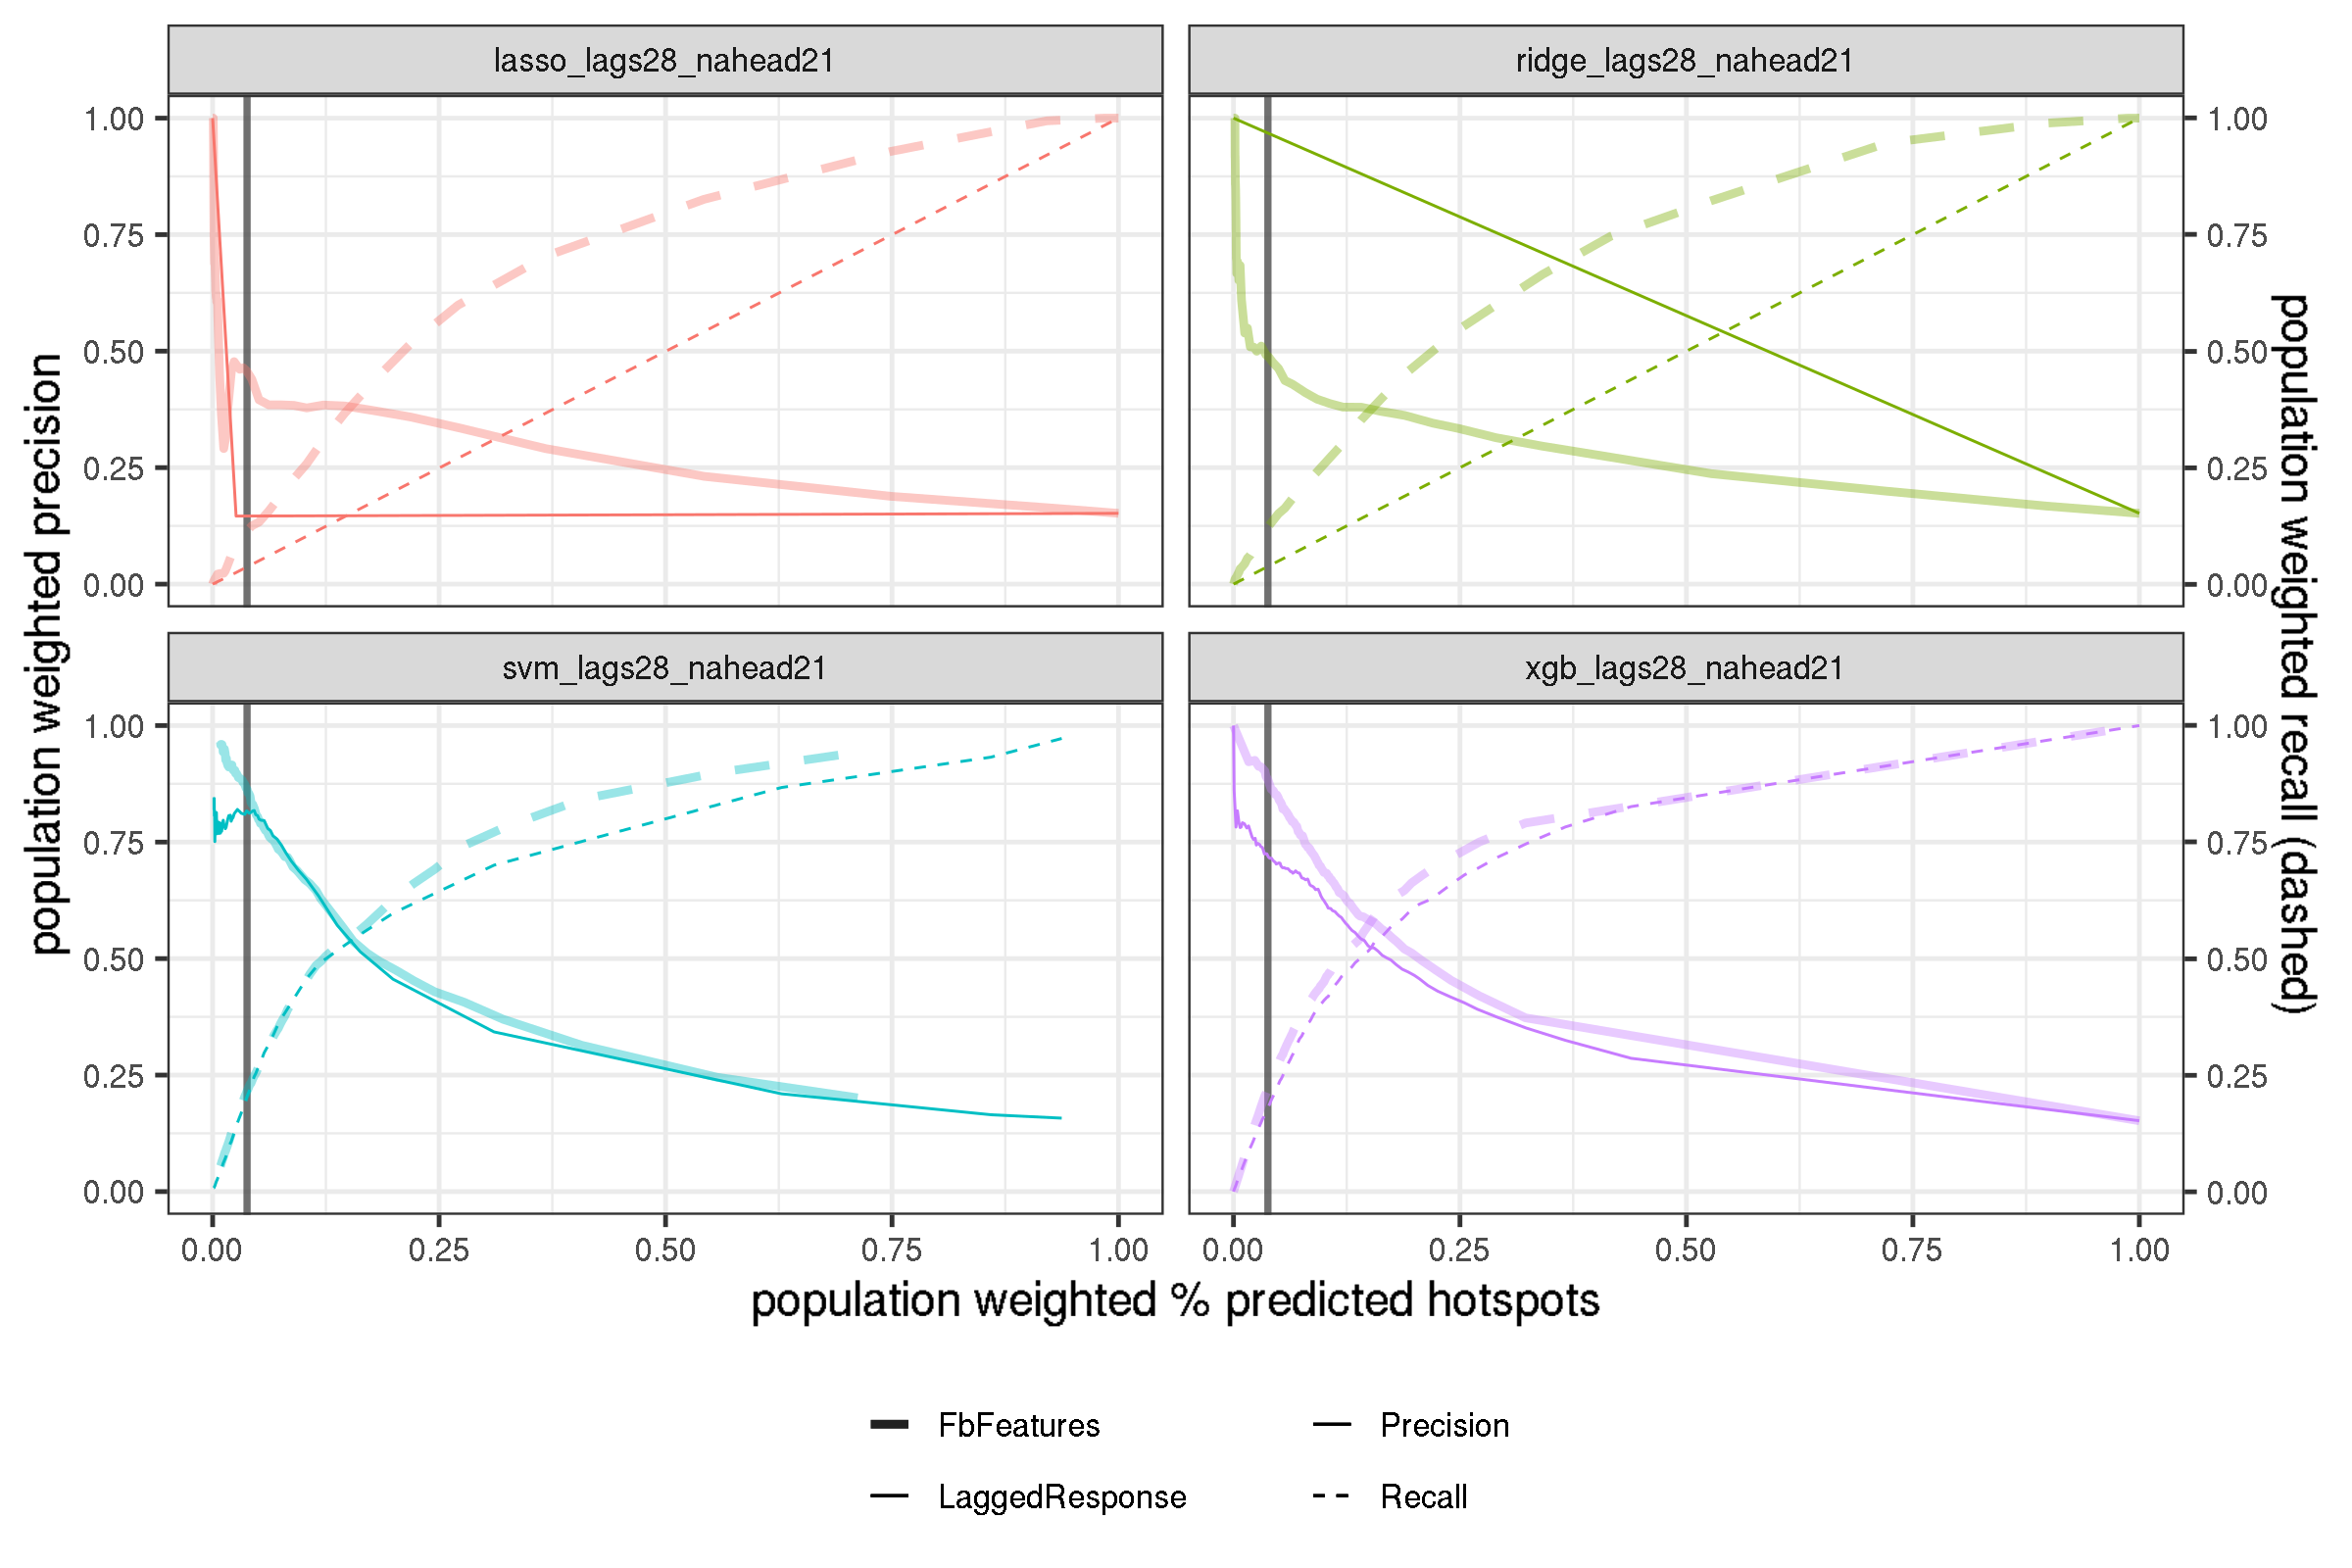 lasso_lags28_nahead21
ridge_lags28_nahead21
1.00
0.75
0.50
0.25
0.00
1.00
0.75
0.50
0.25
0.00
population weighted precision
population weighted recall (dashed)
svm_lags28_nahead21
xgb_lags28_nahead21
1.00
0.75
0.50
0.25
0.00
1.00
0.75
0.50
0.25
0.00
0.00 0.25 0.50 0.75 1.00
0.00 0.25 0.50 0.75 1.00
population weighted % predicted hotspots
FbFeatures
Precision
LaggedResponse
Recall